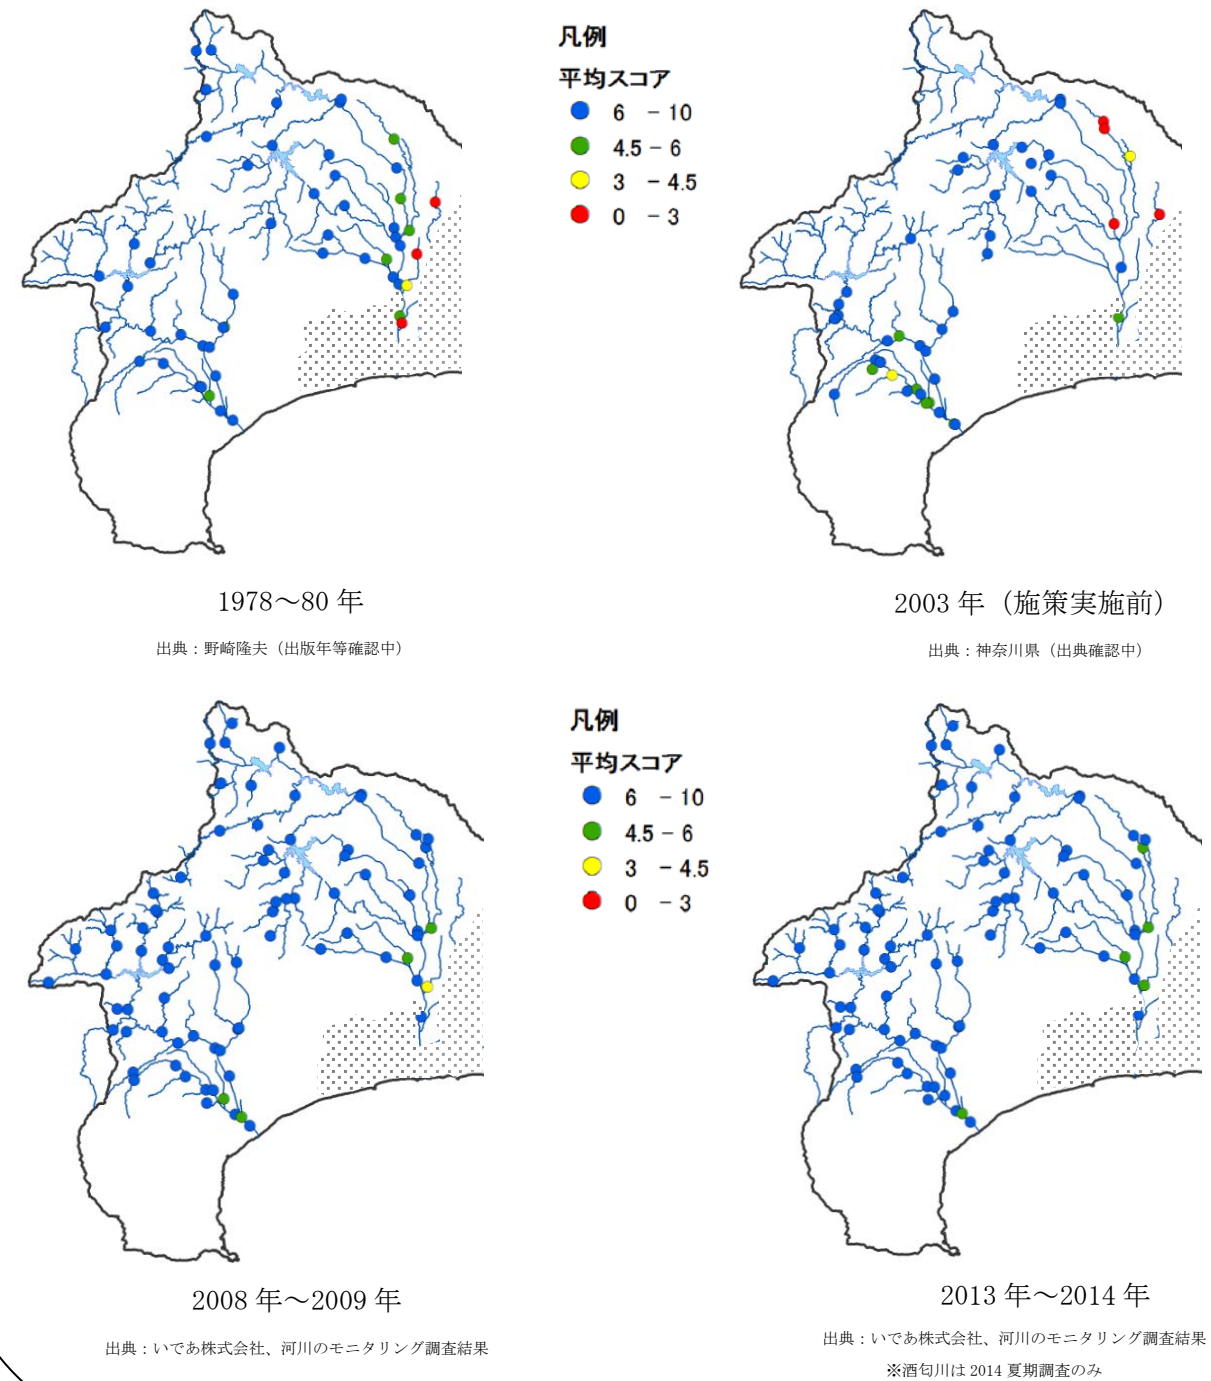 凡例
平均スコア
6 － 10
4.5 － 6
3 － 4.5
0 － 3
1978～80 年
出典：野崎隆夫（出版年等確認中）
2003 年（施策実施前）
出典：神奈川県（出典確認中）
凡例
平均スコア
6 － 10
4.5 － 6
3 － 4.5
0 － 3
2008 年～2009 年
出典：いであ株式会社、河川のモニタリング調査結果
2013 年～2014 年
出典：いであ株式会社、河川のモニタリング調査結果
※酒匂川は 2014 夏期調査のみ